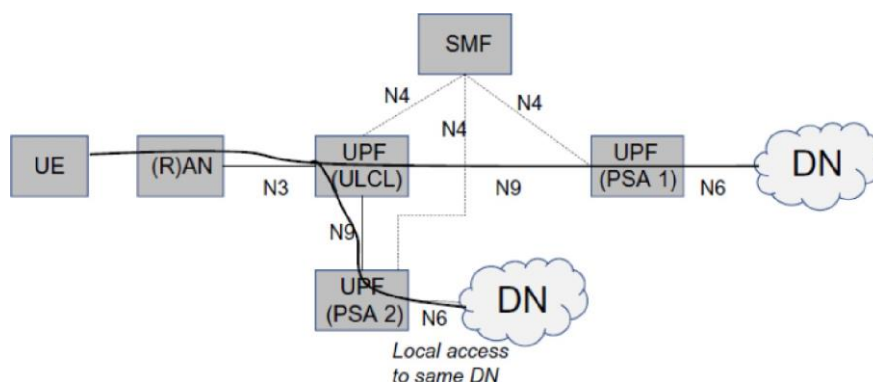 SMF
N4
N4
N4
UE
(R)AN
UPF
(ULCL)
UPF
(PSA 1)
DN
N3
N9
N6
N9
UPF
(PSA 2)
DN
N6
Local access
to same DN